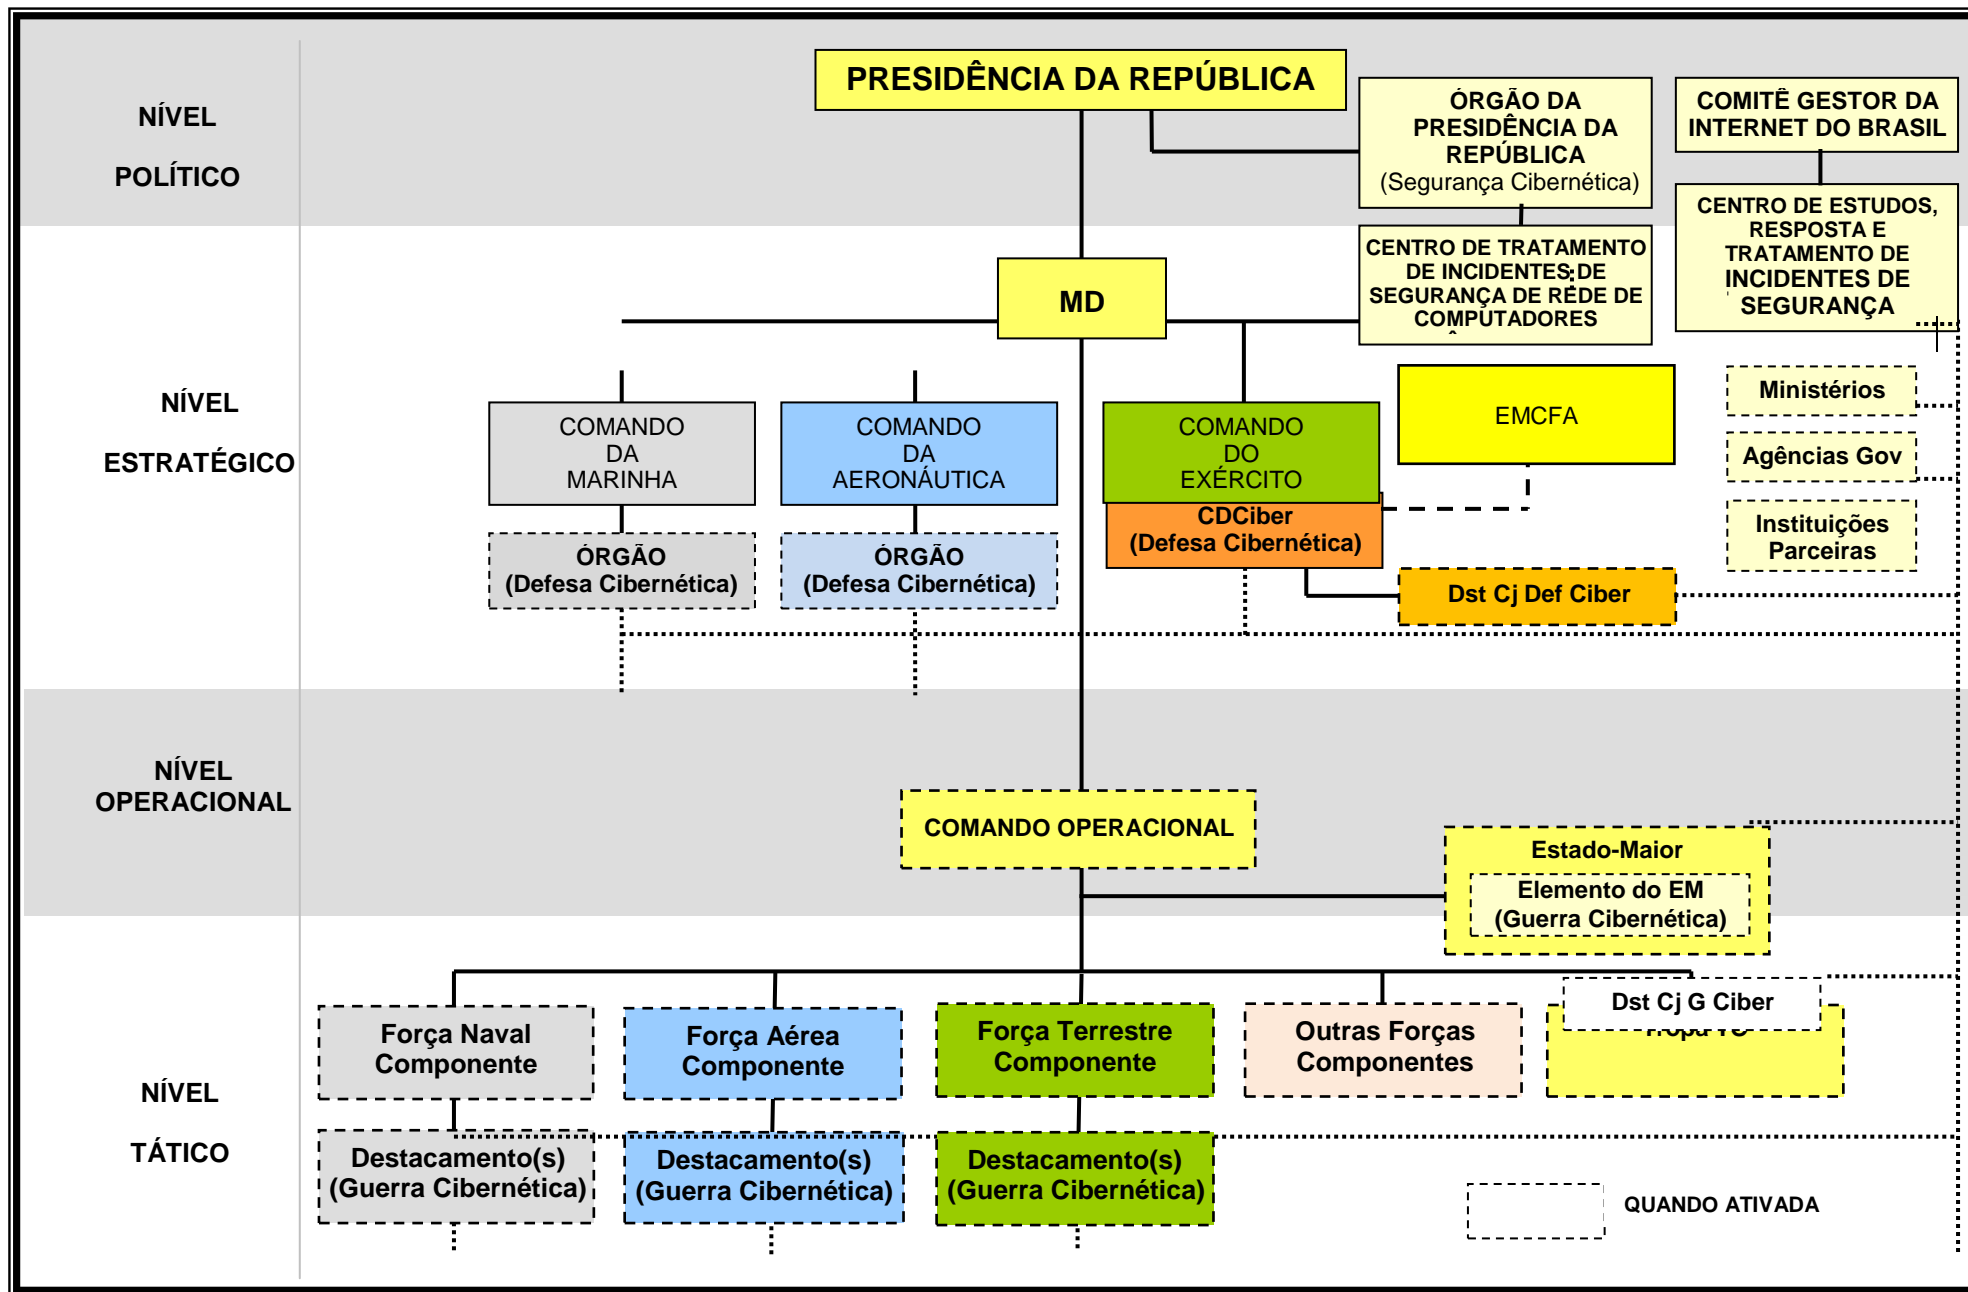 NÍVEL
POLÍTICO
PRESIDÊNCIA DA REPÚBLICA
ÓRGÃO DA
PRESIDÊNCIA DA
REPÚBLICA
(Segurança Cibernética)
COMITÊ GESTOR DA
INTERNET DO BRASIL
CENTRO DE ESTUDOS,
RESPOSTA E
TRATAMENTO DE
INCIDENTES DE
SEGURANÇA
CENTRO DE TRATAMENTO
DE INCIDENTES DE
SEGURANÇA DE REDE DE
COMPUTADORES
MD
NÍVEL
ESTRATÉGICO
COMANDO
DA
MARINHA
COMANDO
DA
AERONÁUTICA
COMANDO
DO
EXÉRCITO
EMCFA
Ministérios
Agências Gov
Instituições
Parceiras
ÓRGÃO
(Defesa Cibernética)
ÓRGÃO
(Defesa Cibernética)
CDCiber
(Defesa Cibernética)
Dst Cj Def Ciber
NÍVEL
OPERACIONAL
COMANDO OPERACIONAL
Estado-Maior
Elemento do EM
(Guerra Cibernética)
NÍVEL
TÁTICO
Força Naval
Componente
Força Aérea
Componente
Força Terrestre
Componente
Outras Forças
Componentes
Dst Cj G Ciber
Destacamento(s)
(Guerra Cibernética)
Destacamento(s)
(Guerra Cibernética)
Destacamento(s)
(Guerra Cibernética)
QUANDO ATIVADA